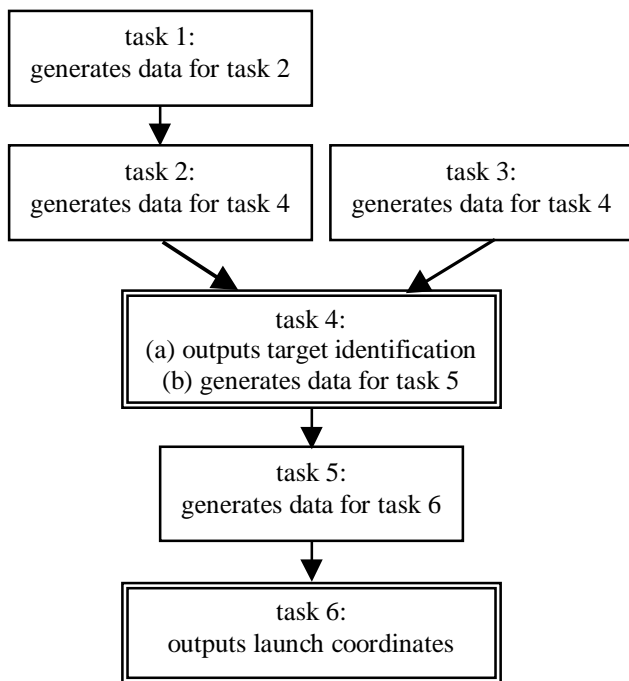 task 1:
generates data for task 2
task 2:
generates data for task 4
task 3:
generates data for task 4
task 4:
(a) outputs target identification
(b) generates data for task 5
task 5:
generates data for task 6
task 6:
outputs launch coordinates